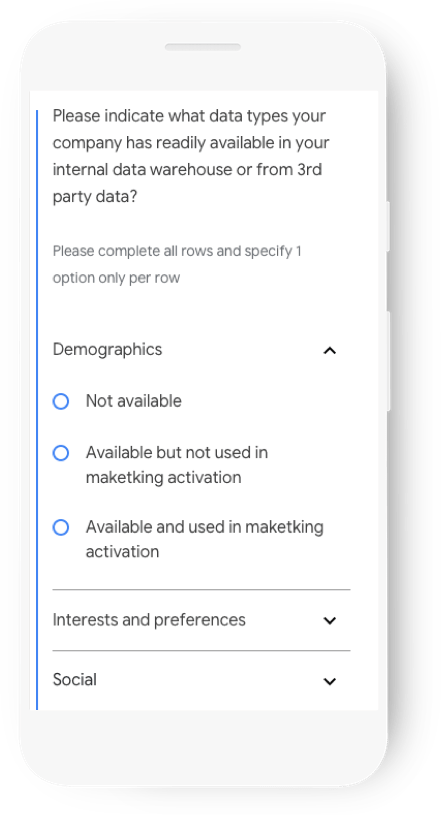 Please indicate what data types your
company has readily available in your
internal data warehouse or from 3rd
party data?
Please complete all rows and specify 1
option only per row
Demographics
Not available
Available but not used in
maketking activation
Available and used in maketking
activation
Interests and preferences
Social